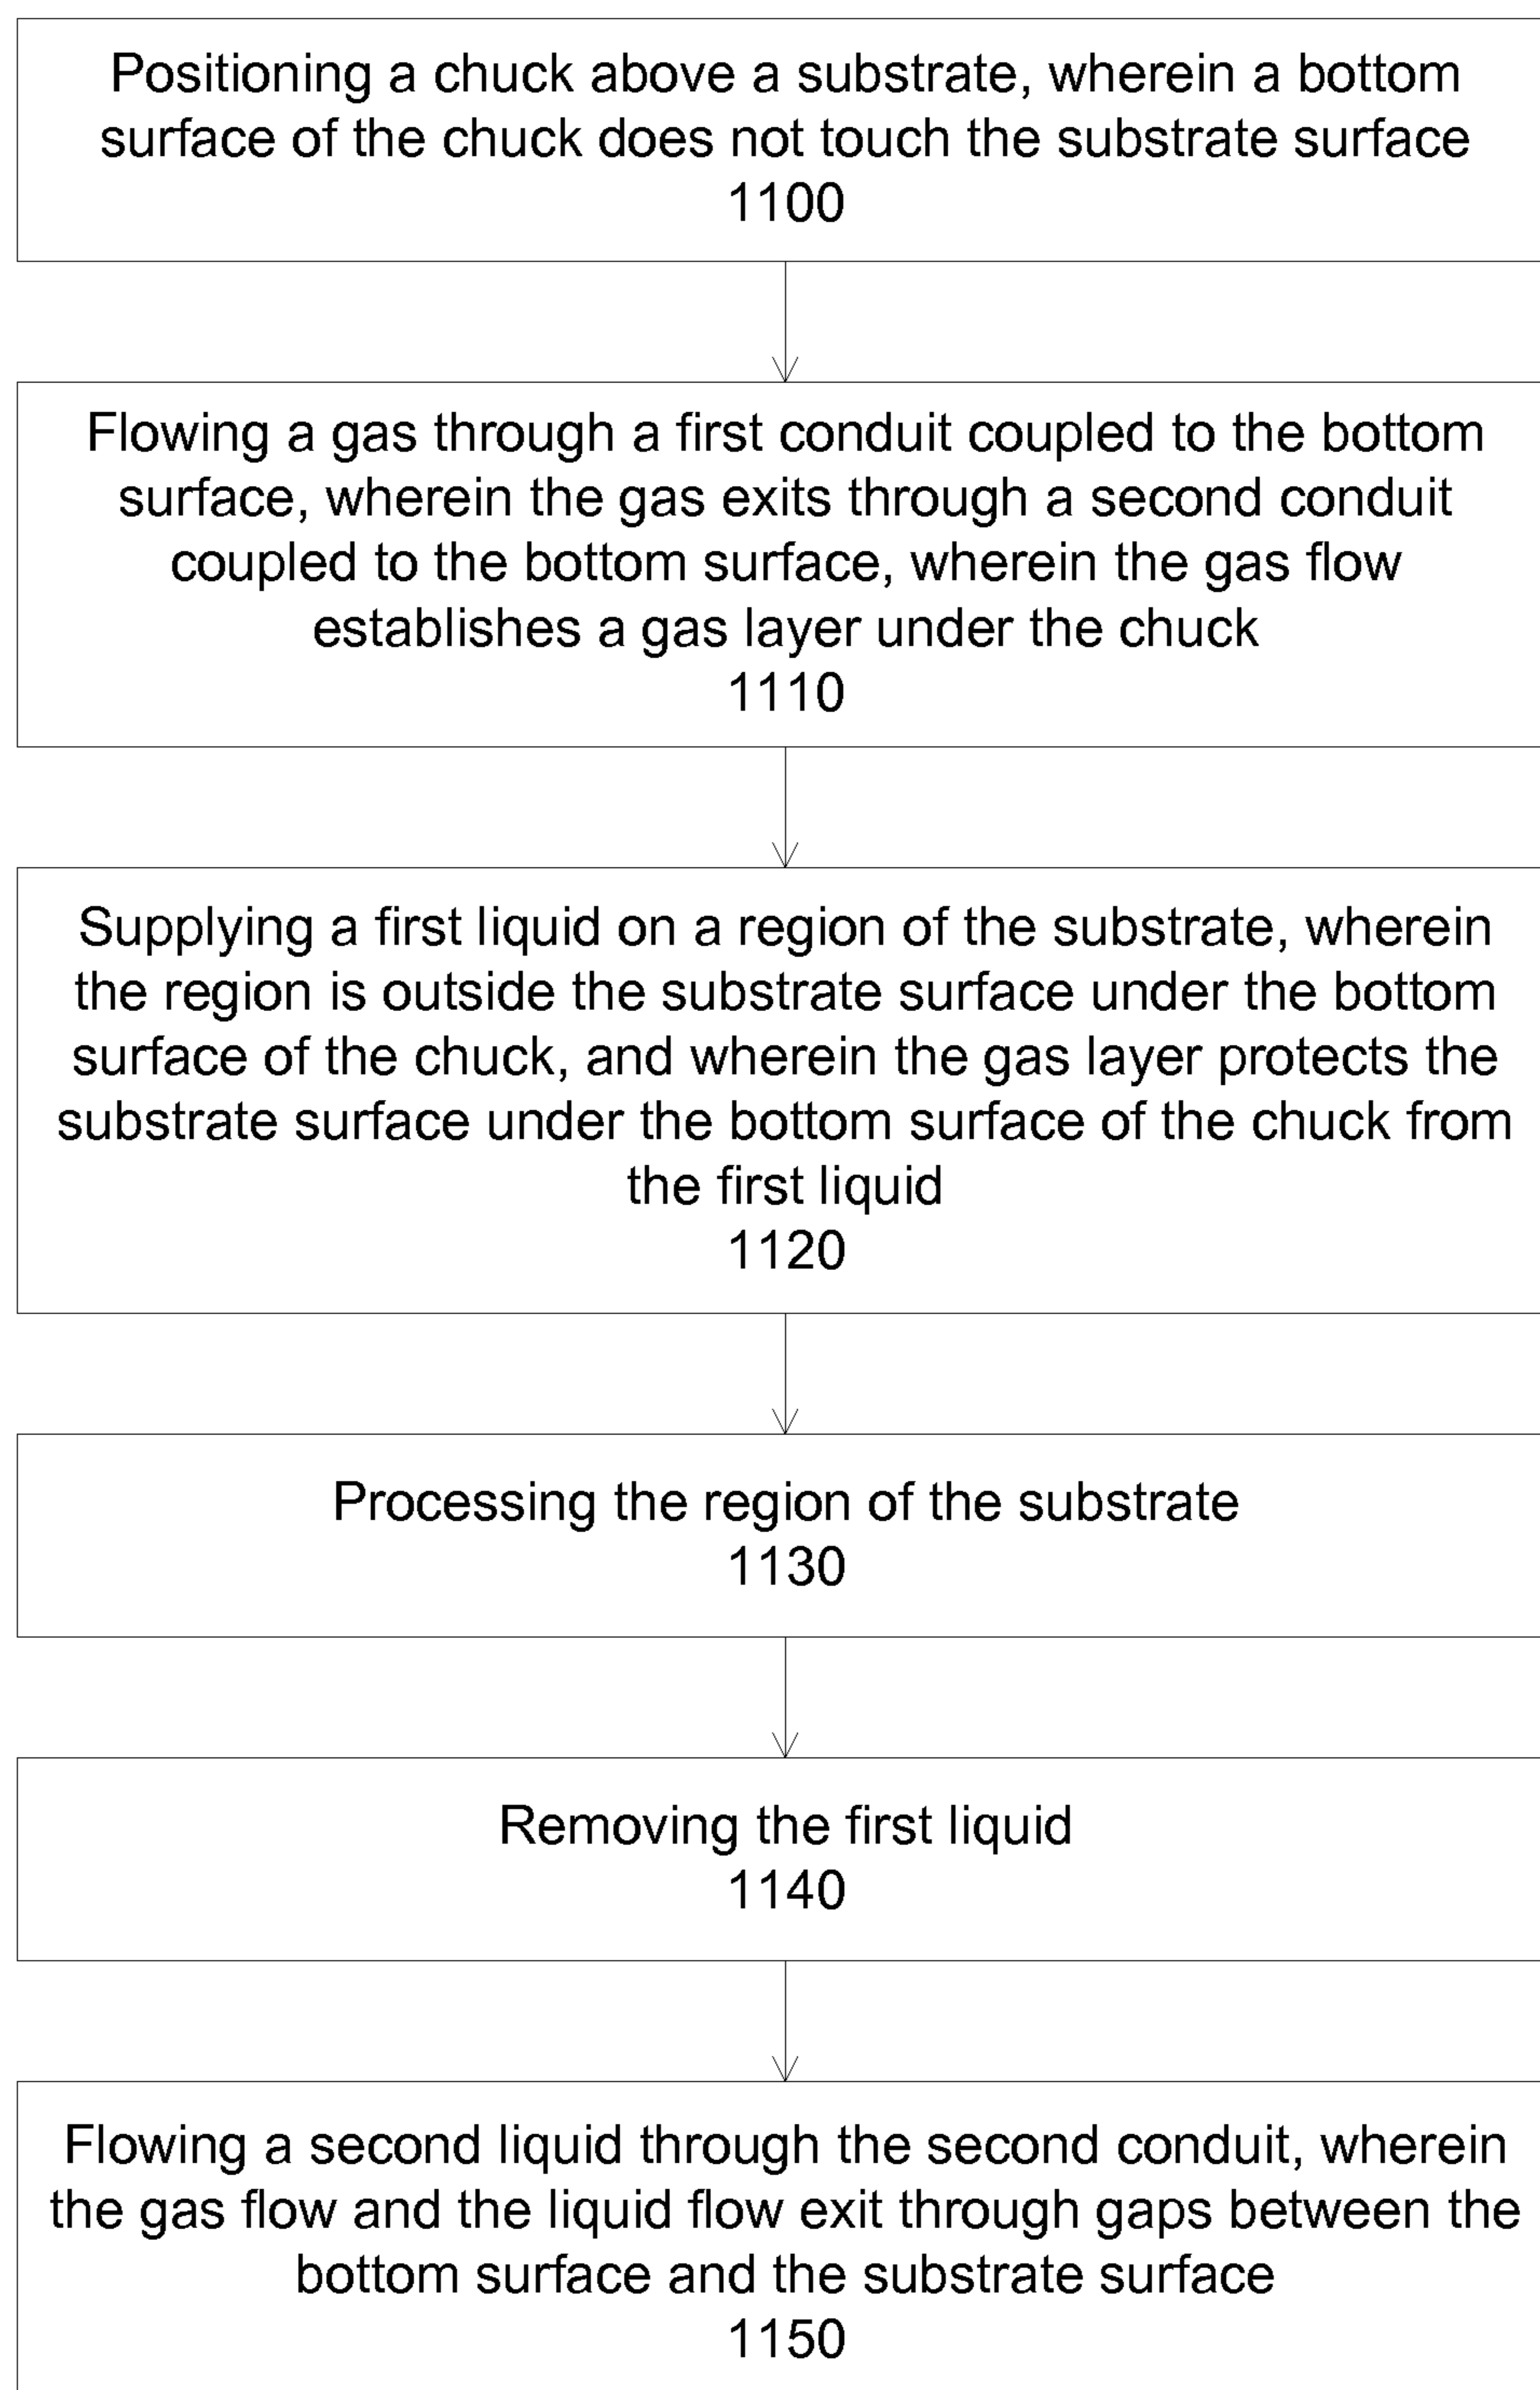 Positioning a chuck above a substrate, wherein a bottom
surface of the chuck does not touch the substrate surface
1100
Flowing a gas through a first conduit coupled to the bottom
surface, wherein the gas exits through a second conduit
coupled to the bottom surface, wherein the gas flow
establishes a gas layer under the chuck
1110
Supplying a first liquid on a region of the substrate, wherein
the region is outside the substrate surface under the bottom
surface of the chuck, and wherein the gas layer protects the
substrate surface under the bottom surface of the chuck from
the first liquid
1120
Processing the region of the substrate
1130
Removing the first liquid
1140
Flowing a second liquid through the second conduit, wherein
the gas flow and the liquid flow exit through gaps between the
bottom surface and the substrate surface
1150